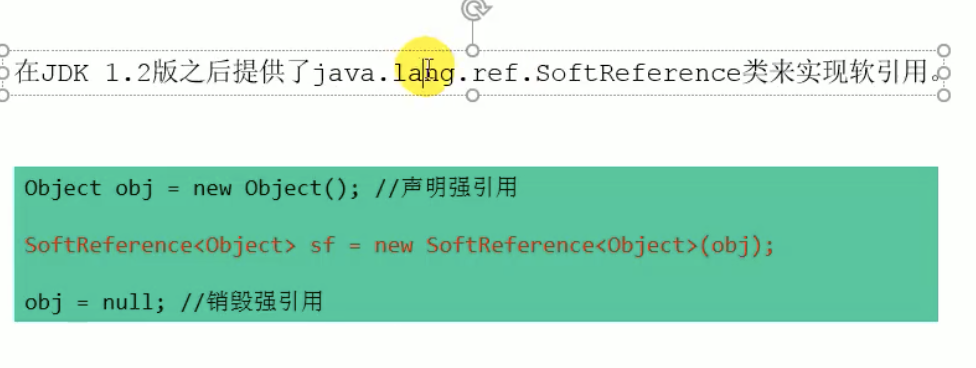 在JDK 1.2版之后提供了java.lang.ref.SoftReference类来实现软引用。
Object obj = new Object(); //声明强引用
SoftReference<Object> sf = new SoftReference<Object>(obj);
obj = null; //销毁强引用